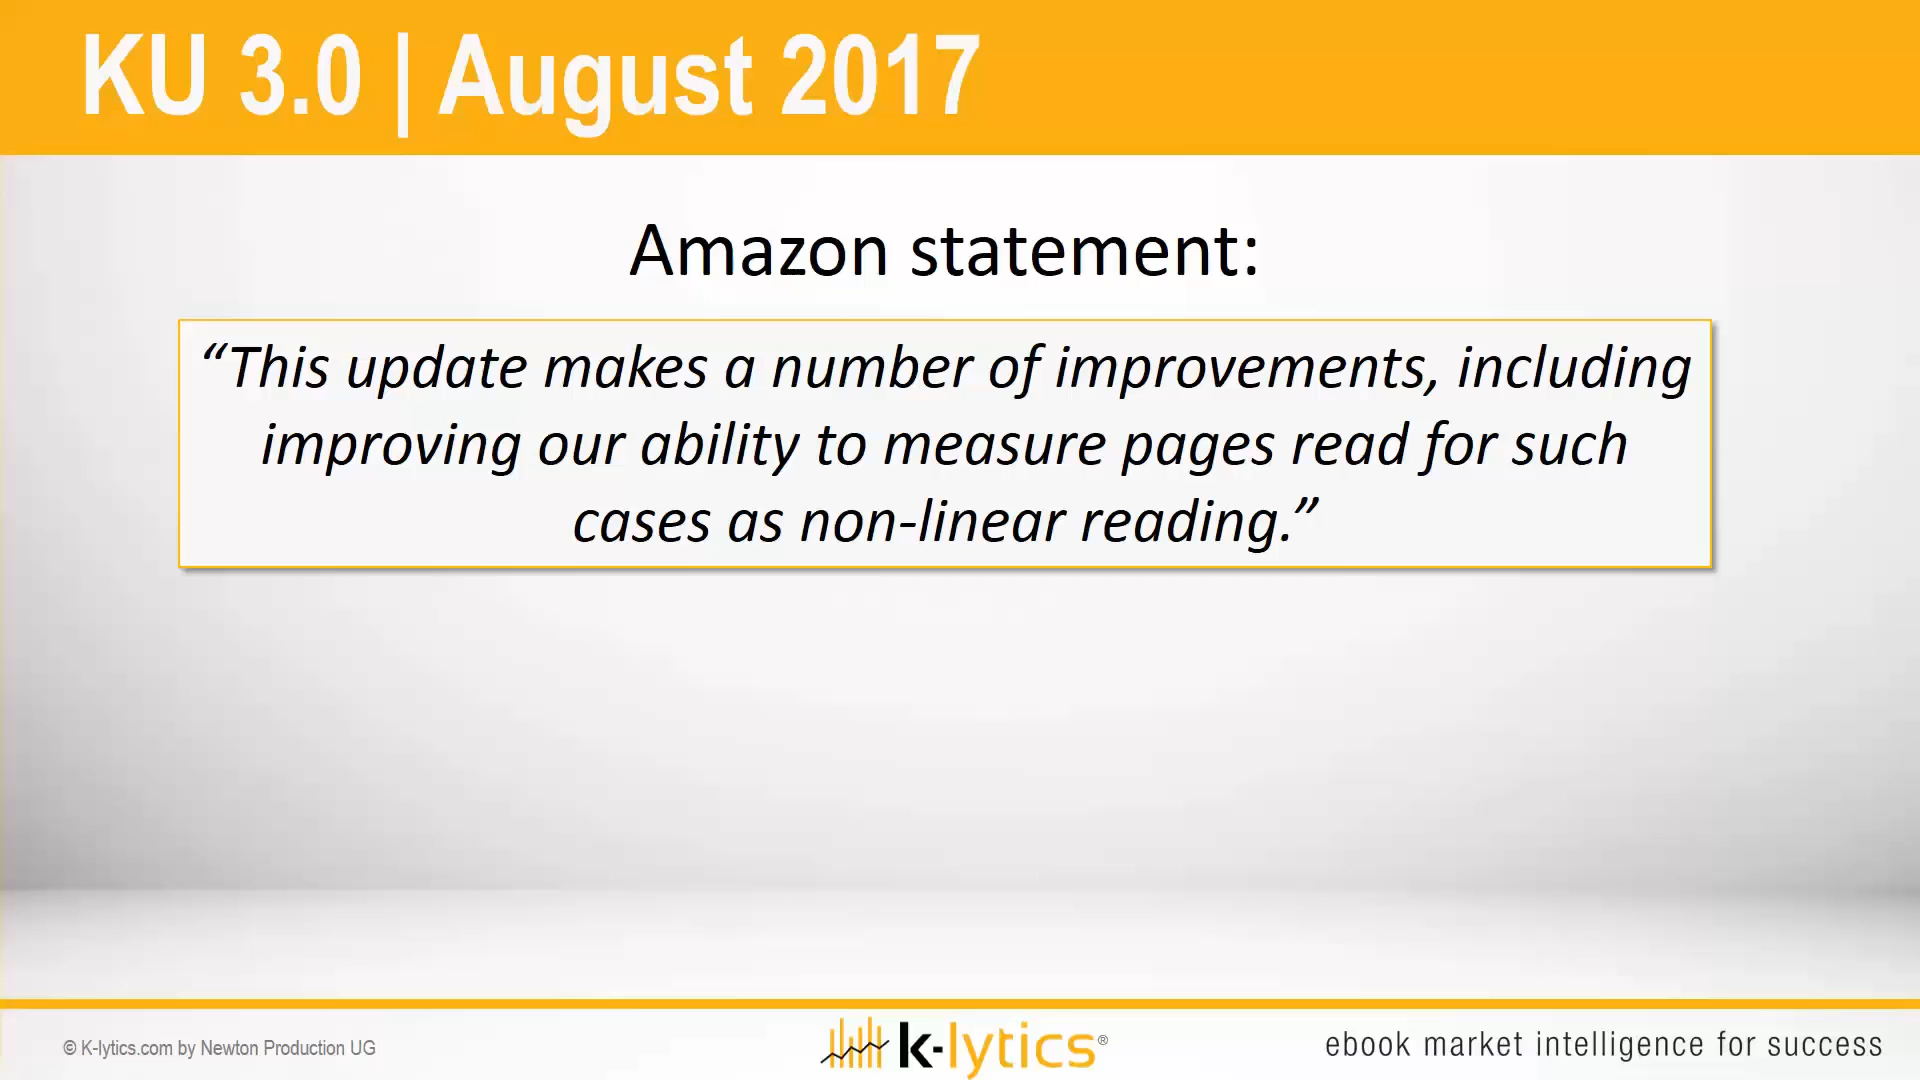 KU 3.0 | August 2017
Amazon statement:
“This update makes a number of improvements, including
improving our ability to measure pages read for such
cases as non-linear reading.”
© K-lytics.com by Newton Production UG
k-lytics®
ebook market intelligence for success